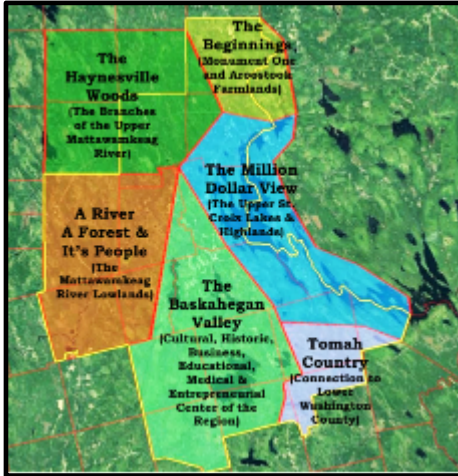 The
Beginnings
(Monument One
and Aroostook
Farmlands)
The
Haynesville
Woods
(The Branches
of the Upper
Mattawamkeag
River)
The Million
Dollar View
(The Upper St.
Croix Lakes &
Highlands)
A River
A Forest &
It's People
(The
Mattawamkeag
River Lowlands)
The
Baskahegan
Valley
(Cultural, Historic,
Business,
Educational,
Medical &
Entrepreneurial
Center of the
Region)
Tomah
Country
(Connection to
Lower
Washington
County)